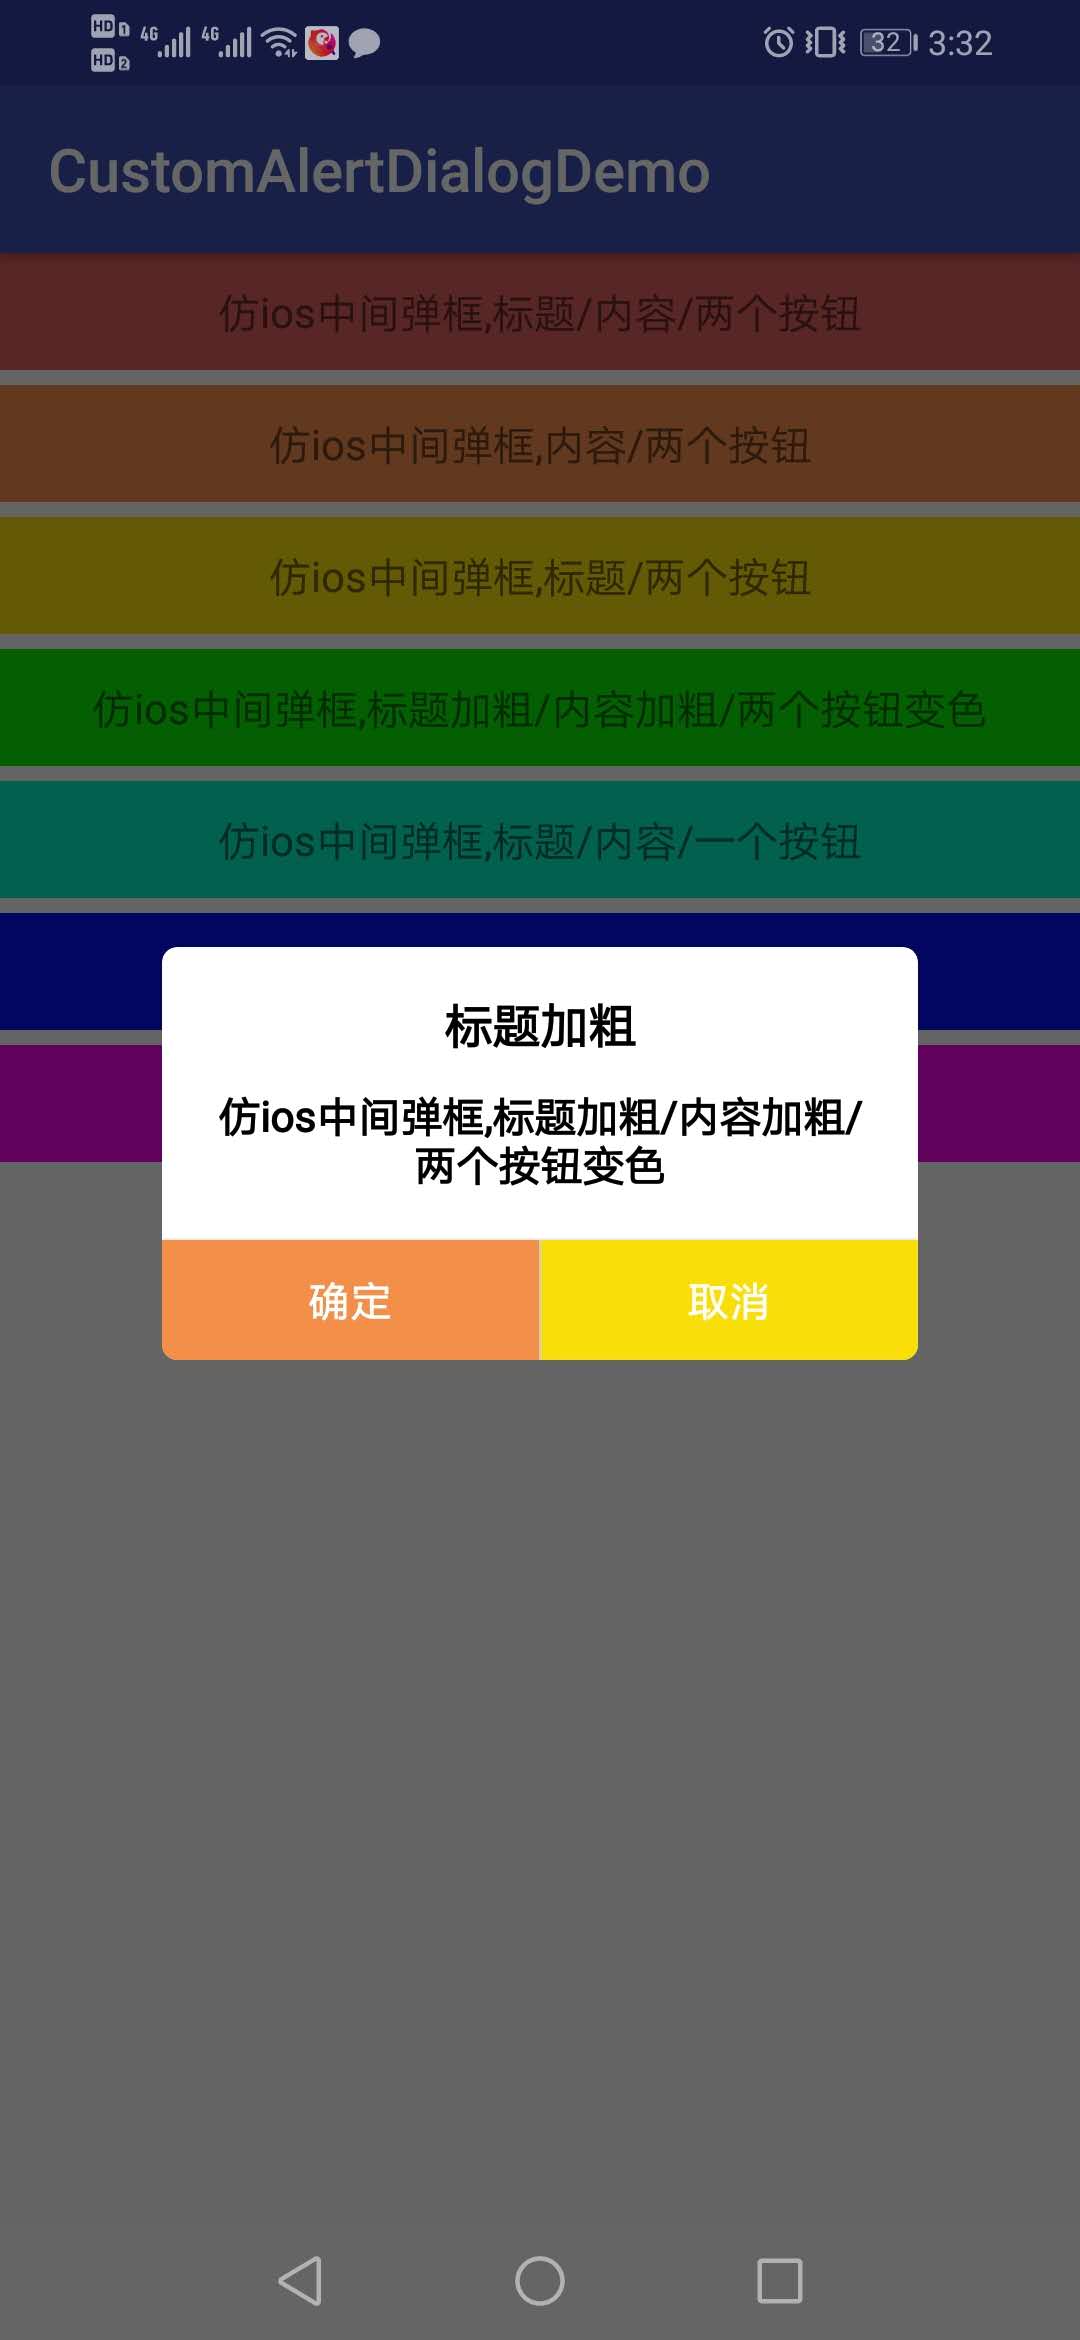 HD 1 4G 4G 32 3:32
HD 2
CustomAlertDialogDemo
仿ios中间弹框,标题/内容/两个按钮
仿ios中间弹框,内容/两个按钮
仿ios中间弹框,标题/两个按钮
仿ios中间弹框,标题加粗/内容加粗/两个按钮变色
仿ios中间弹框,标题/内容/一个按钮
标题加粗
仿ios中间弹框,标题加粗/内容加粗/
两个按钮变色
确定 取消